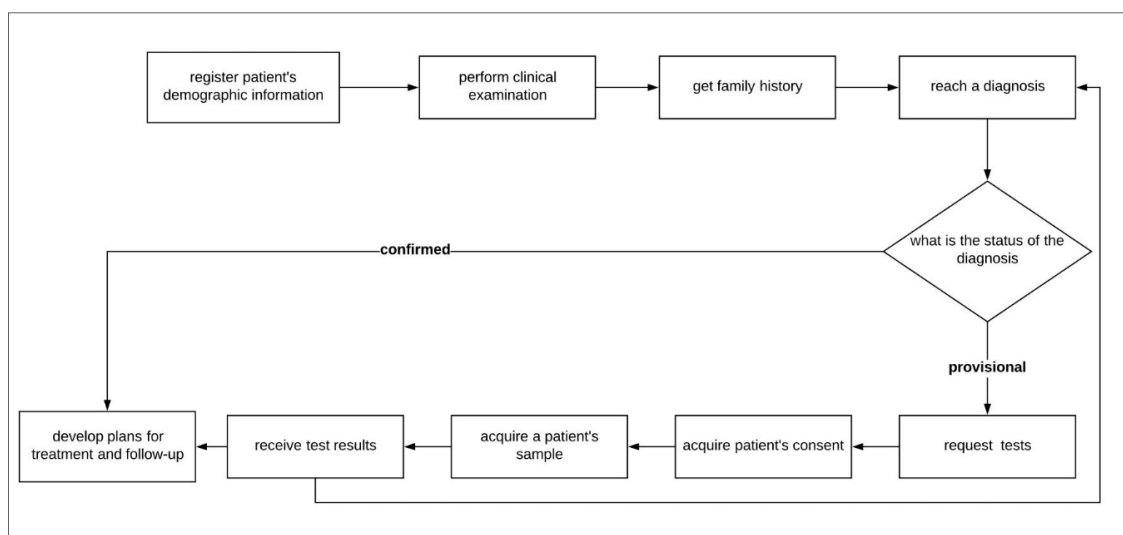 register patient's
demographic information
perform clinical
examination
get family history
reach a diagnosis
what is the status of the
diagnosis
confirmed
provisional
develop plans for
treatment and follow-up
receive test results
acquire a patient's
sample
acquire patient's consent
request tests